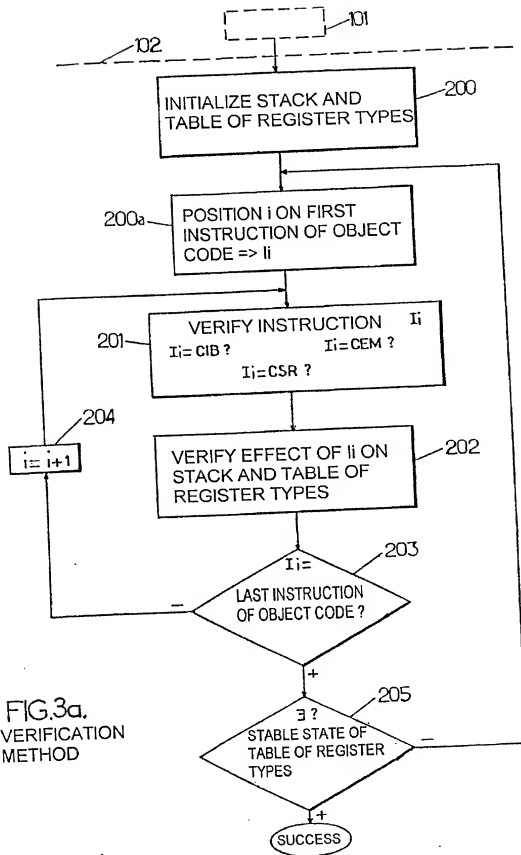 101
102
200
INITIALIZE STACK AND
TABLE OF REGISTER TYPES
200a
POSITION i ON FIRST
INSTRUCTION OF OBJECT
CODE => Ii
201
VERIFY INSTRUCTION Ii
Ii=CIB ? Ii=CEM ?
Ii=CSR ?
204
i= i+1
VERIFY EFFECT OF Ii ON
STACK AND TABLE OF
REGISTER TYPES
202
203
Ii=
LAST INSTRUCTION
OF OBJECT CODE ?
−
+
205
∃ ?
STABLE STATE OF
TABLE OF REGISTER
TYPES
−
+
SUCCESS
FIG.3a.
VERIFICATION
METHOD